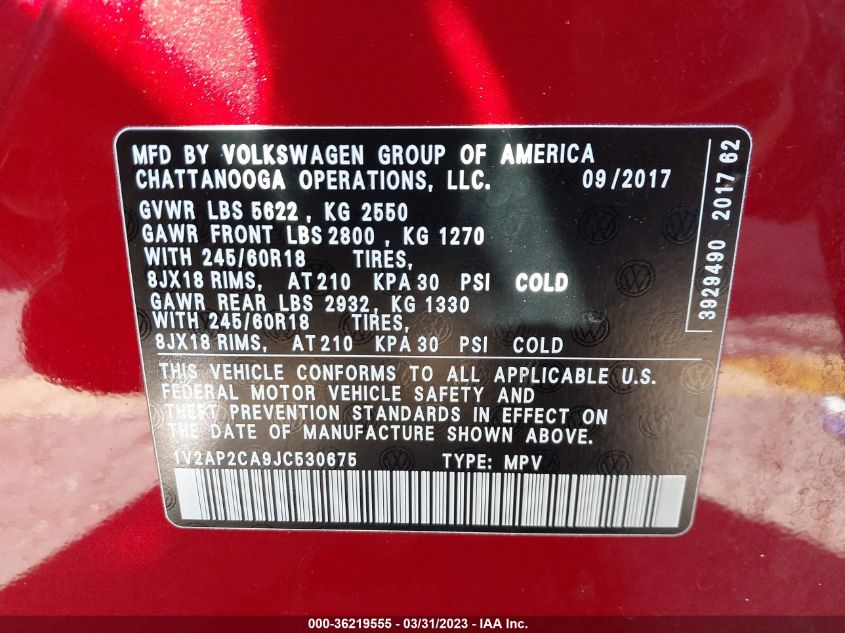 MFD BY VOLKSWAGEN GROUP OF AMERICA
CHATTANOOGA OPERATIONS, LLC. 09/2017
GVWR LBS 5622 , KG 2550
GAWR FRONT LBS 2800 , KG 1270
WITH 245/60R18 TIRES,
8JX18 RIMS, AT 210 KPA 30 PSI COLD
GAWR REAR LBS 2932, KG 1330
WITH 245/60R18 TIRES,
8JX18 RIMS, AT 210 KPA 30 PSI COLD
THIS VEHICLE CONFORMS TO ALL APPLICABLE U.S.
FEDERAL MOTOR VEHICLE SAFETY AND
THEFT PREVENTION STANDARDS IN EFFECT ON
THE DATE OF MANUFACTURE SHOWN ABOVE.
1V2AP2CA9JC530675 TYPE: MPV
3929490 2017 62
000-36219555 - 03/31/2023 - IAA Inc.